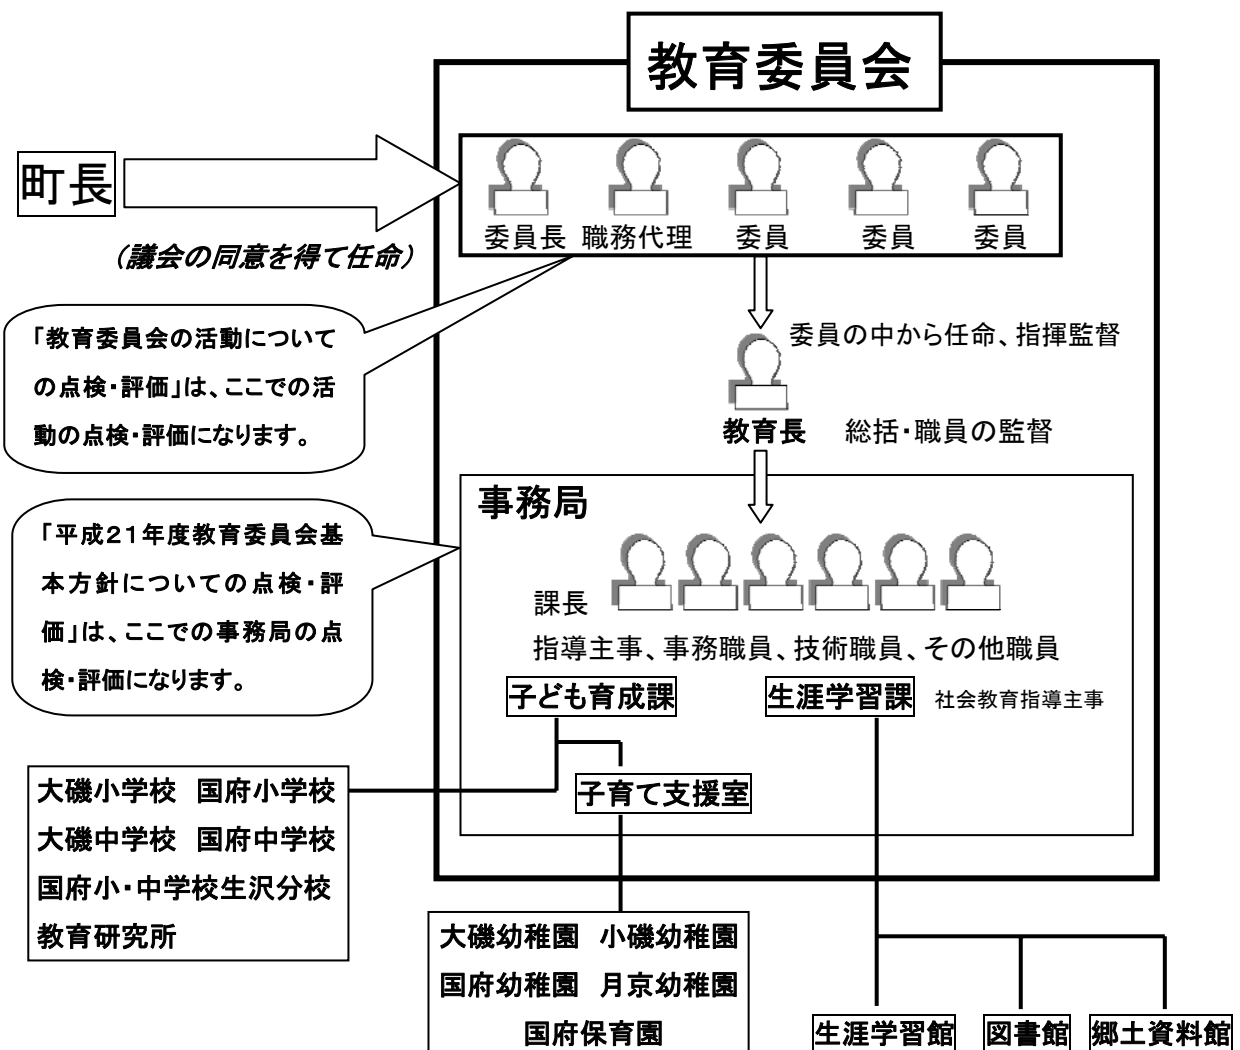 教育委員会
町長
(議会の同意を得て任命)
委員長 職務代理 委員 委員 委員
「教育委員会の活動について
の点検・評価」は、ここでの活
動の点検・評価になります。
委員の中から任命、指揮監督
教育長 総括・職員の監督
事務局
「平成21年度教育委員会基
本方針についての点検・評
価」は、ここでの事務局の点
検・評価になります。
課長
指導主事、事務職員、技術職員、その他職員
子ども育成課 生涯学習課 社会教育指導主事
子育て支援室
大磯小学校 国府小学校
大磯中学校 国府中学校
国府小・中学校生沢分校
教育研究所
大磯幼稚園 小磯幼稚園
国府幼稚園 月京幼稚園
国府保育園
生涯学習館 図書館 郷土資料館